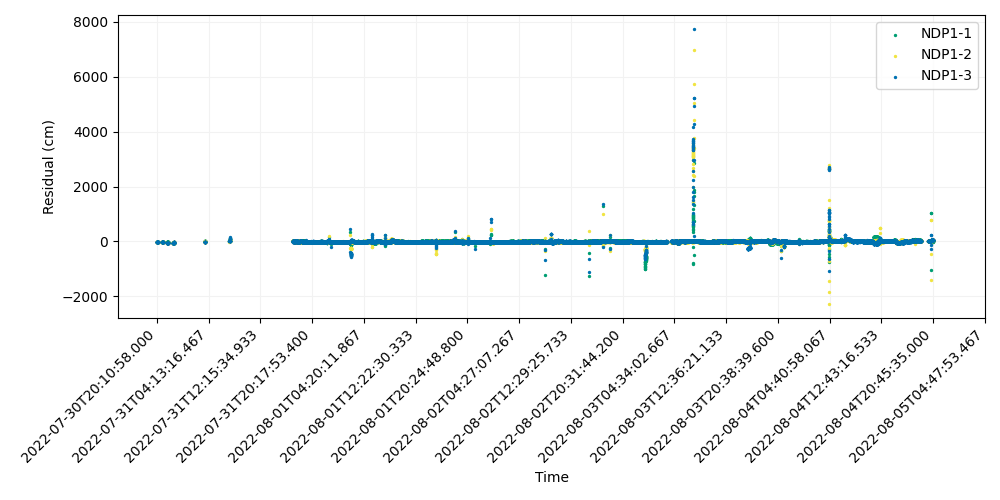 8000
6000
4000
2000
0
−2000
Residual (cm)
NDP1-1
NDP1-2
NDP1-3
2022-07-30T20:10:58.000
2022-07-31T04:13:16.467
2022-07-31T12:15:34.933
2022-07-31T20:17:53.400
2022-08-01T04:20:11.867
2022-08-01T12:22:30.333
2022-08-01T20:24:48.800
2022-08-02T04:27:07.267
2022-08-02T12:29:25.733
2022-08-02T20:31:44.200
2022-08-03T04:34:02.667
2022-08-03T12:36:21.133
2022-08-03T20:38:39.600
2022-08-04T04:40:58.067
2022-08-04T12:43:16.533
2022-08-04T20:45:35.000
2022-08-05T04:47:53.467
Time